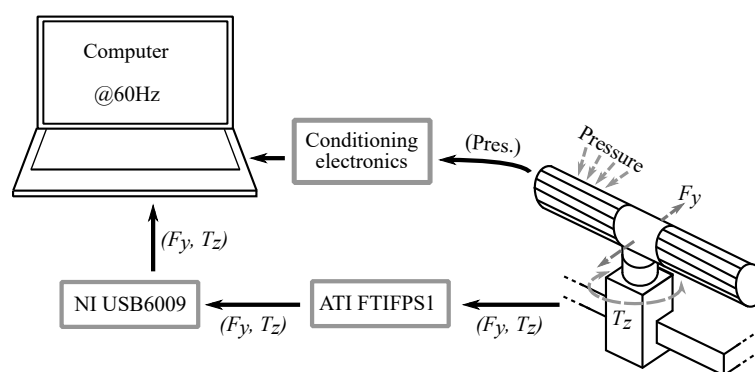 Computer
@60Hz
Conditioning
electronics
(Pres.)
Pressure
Fy
(Fy, Tz)
NI USB6009
(Fy, Tz)
ATI FTIFPS1
(Fy, Tz)
Tz